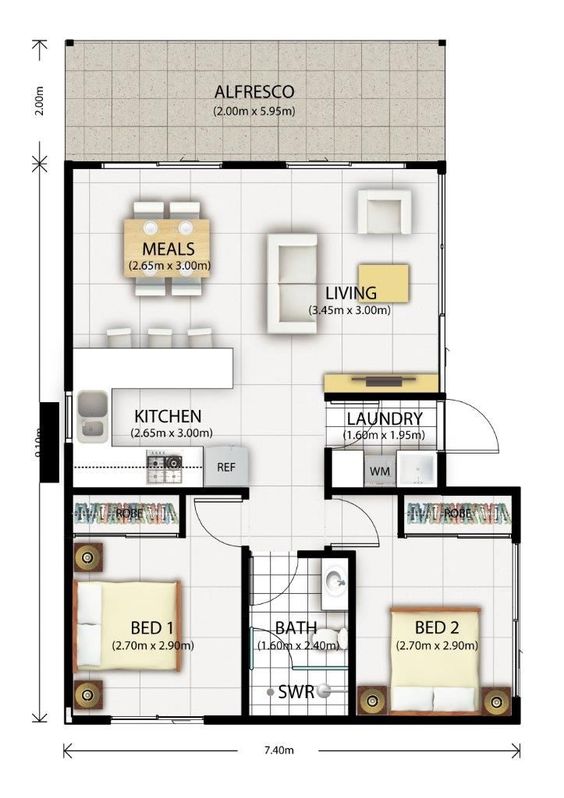 2.00m
ALFRESCO
(2.00m x 5.95m)
MEALS
(2.65m x 3.00m)
LIVING
(3.45m x 3.00m)
KITCHEN
(2.65m x 3.00m)
LAUNDRY
(1.60m x 1.95m)
9.10m
REF
WM
ROBE
ROBE
BED 1
(2.70m x 2.90m)
BATH
(1.60m x 2.40m)
BED 2
(2.70m x 2.90m)
SWR
7.40m